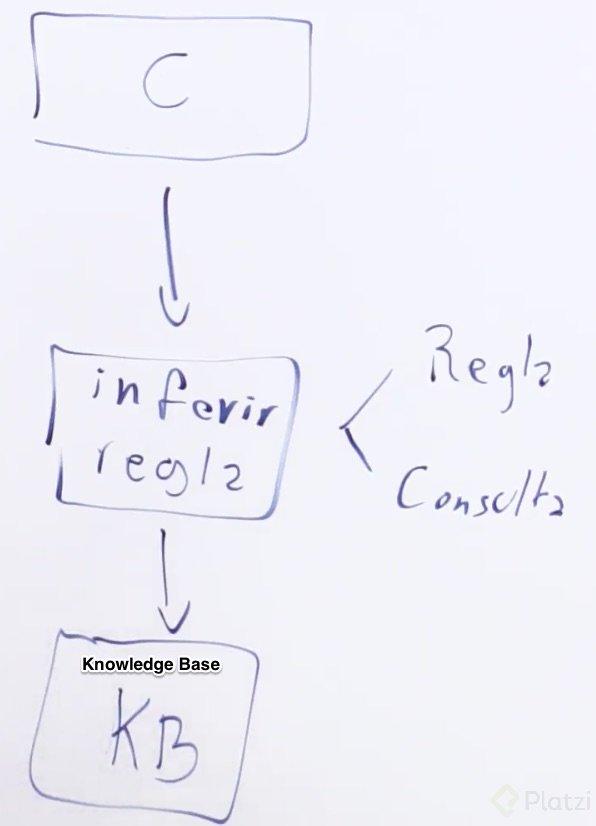 C
inferir
regla
Regla
Consulta
Knowledge Base
KB
Platzi